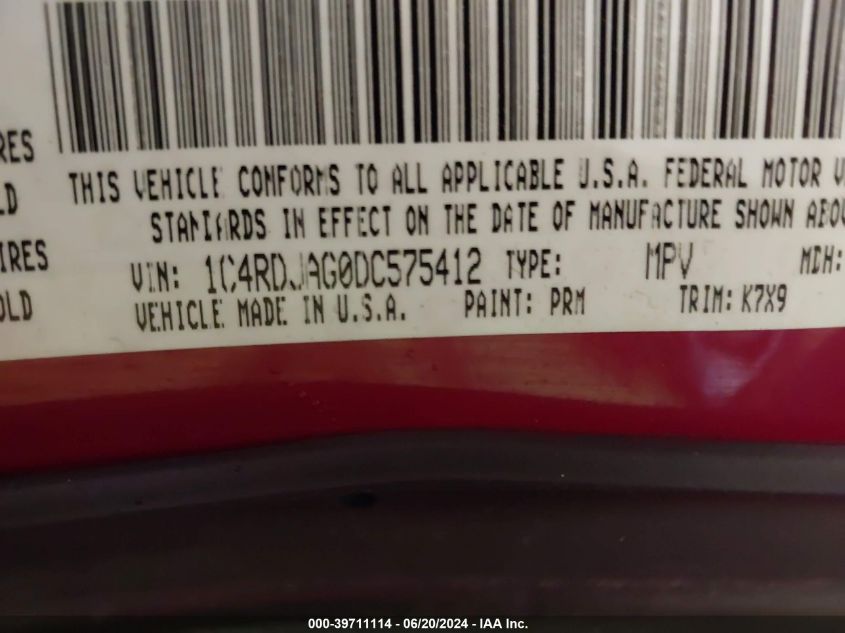 RES
LD
IRES
OLD
THIS VEHICLE CONFORMS TO ALL APPLICABLE U.S.A. FEDERAL MOTOR V
STANDARDS IN EFFECT ON THE DATE OF MANUFACTURE SHOWN ABOV
VIN: 1C4RDJAG0DC575412 TYPE: MPV MDH:
VEHICLE MADE IN U.S.A. PAINT: PRM TRIM: K7X9
000-39711114 - 06/20/2024 - IAA Inc.